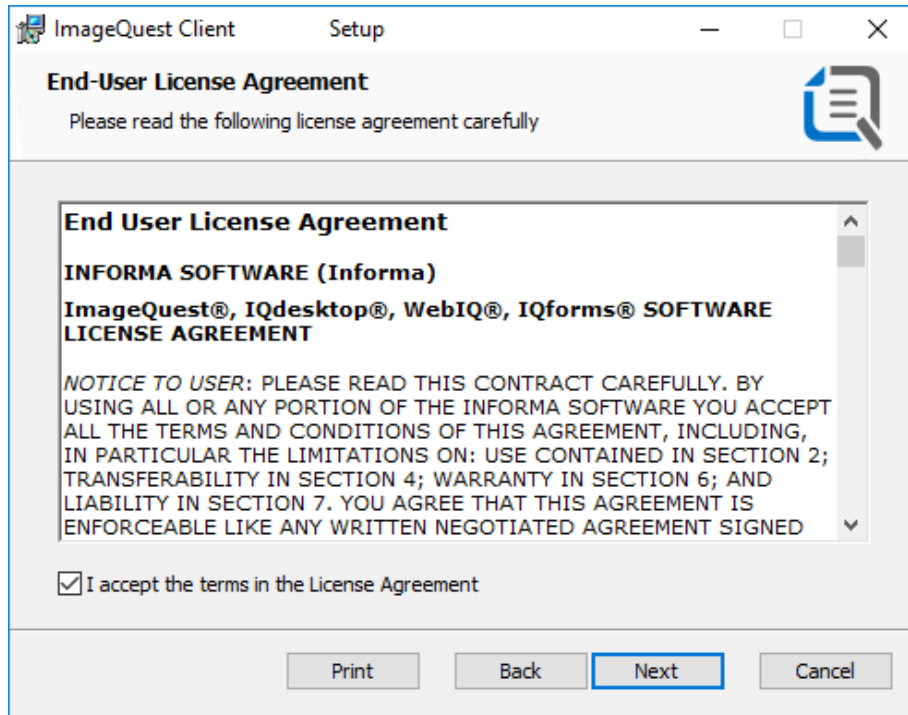 ImageQuest Client Setup
End-User License Agreement
Please read the following license agreement carefully
End User License Agreement
INFORMA SOFTWARE (Informa)
ImageQuest®, IQdesktop®, WebIQ®, IQforms® SOFTWARE
LICENSE AGREEMENT
NOTICE TO USER: PLEASE READ THIS CONTRACT CAREFULLY. BY
USING ALL OR ANY PORTION OF THE INFORMA SOFTWARE YOU ACCEPT
ALL THE TERMS AND CONDITIONS OF THIS AGREEMENT, INCLUDING,
IN PARTICULAR THE LIMITATIONS ON: USE CONTAINED IN SECTION 2;
TRANSFERABILITY IN SECTION 4; WARRANTY IN SECTION 6; AND
LIABILITY IN SECTION 7. YOU AGREE THAT THIS AGREEMENT IS
ENFORCEABLE LIKE ANY WRITTEN NEGOTIATED AGREEMENT SIGNED
I accept the terms in the License Agreement
Print Back Next Cancel